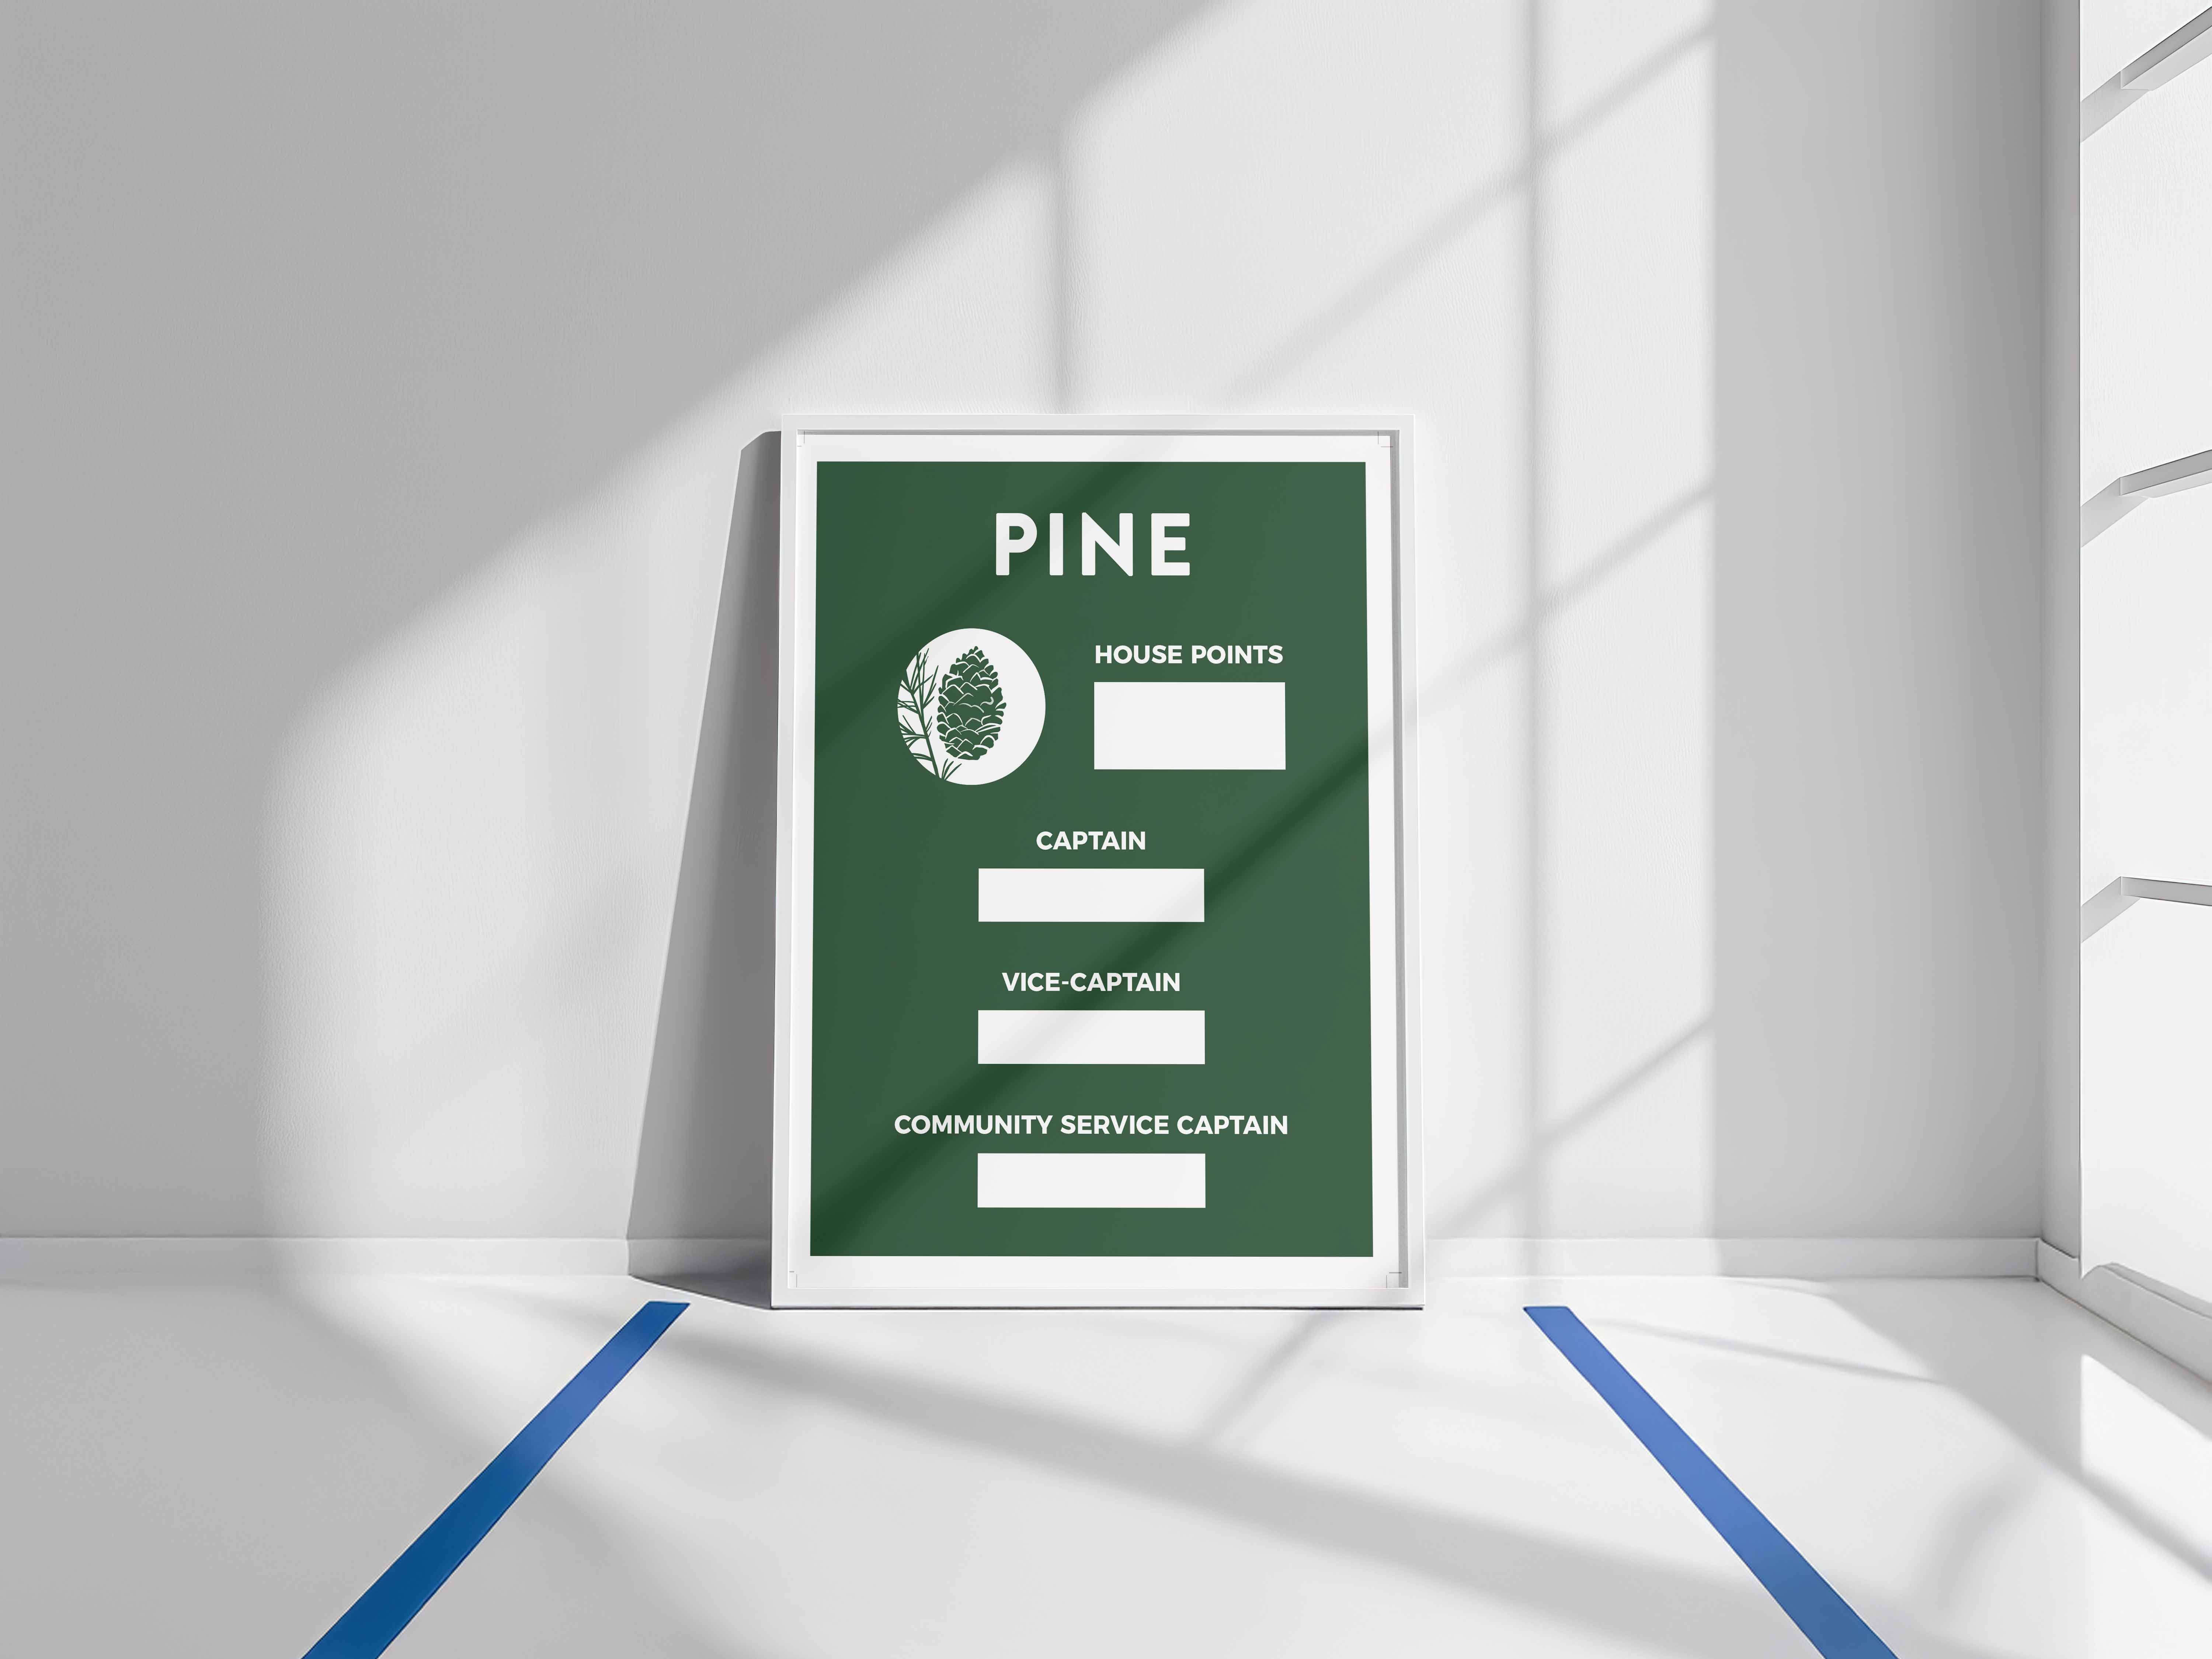 PINE
HOUSE POINTS
CAPTAIN
VICE-CAPTAIN
COMMUNITY SERVICE CAPTAIN